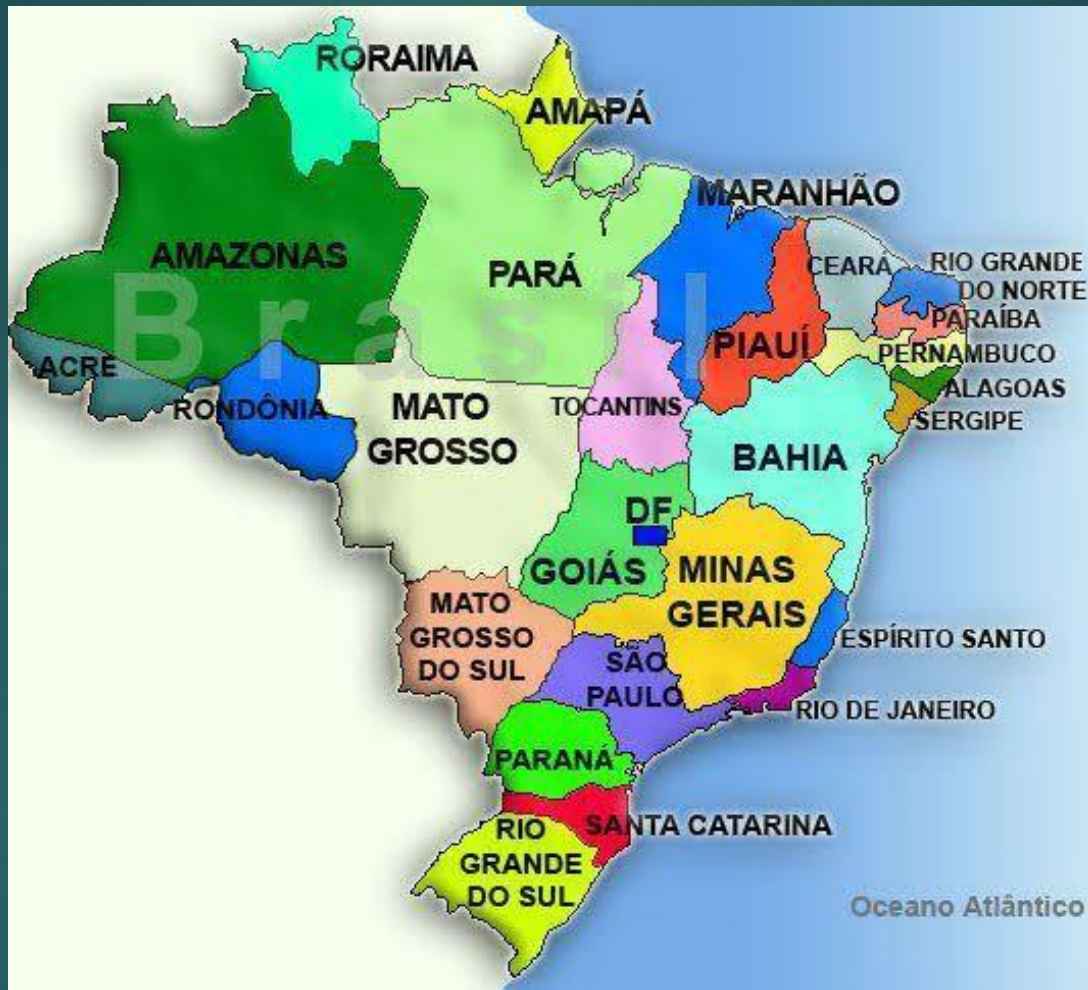 RORAIMA
AMAPÁ
MARANHÃO
AMAZONAS
PARÁ
CEARÁ
RIO GRANDE
DO NORTE
Brasil
PARAÍBA
PIAUÍ
PERNAMBUCO
ACRE
ALAGOAS
RONDÔNIA
MATO
GROSSO
TOCANTINS
SERGIPE
BAHIA
DF
GOIÁS
MINAS
GERAIS
MATO
GROSSO
DO SUL
ESPÍRITO SANTO
SÃO
PAULO
RIO DE JANEIRO
PARANÁ
SANTA CATARINA
RIO
GRANDE
DO SUL
Oceano Atlântico